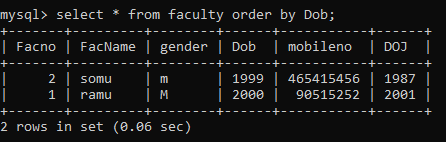 mysql> select * from faculty order by Dob;
+-------+---------+--------+------+-----------+------+
| Facno | FacName | gender | Dob  | mobileno  | DOJ  |
+-------+---------+--------+------+-----------+------+
|     2 | somu    | m      | 1999 | 465415456 | 1987 |
|     1 | ramu    | M      | 2000 |  90515252 | 2001 |
+-------+---------+--------+------+-----------+------+
2 rows in set (0.06 sec)